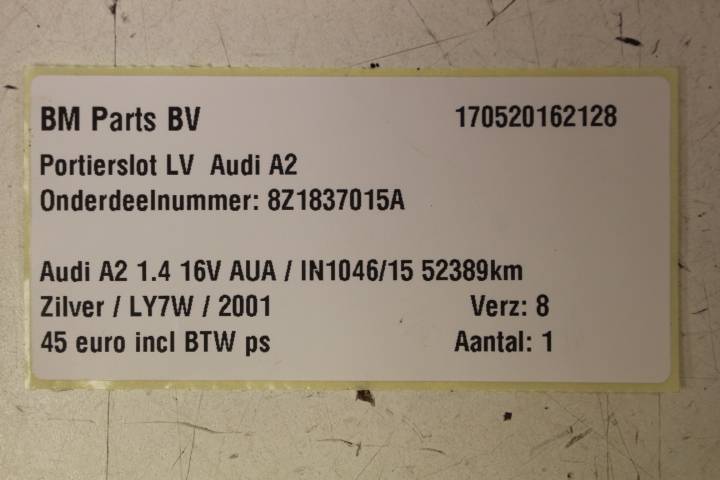 BM Parts BV 170520162128
Portierslot LV Audi A2
Onderdeelnummer: 8Z1837015A
Audi A2 1.4 16V AUA / IN1046/15 52389km
Zilver / LY7W / 2001 Verz: 8
45 euro incl BTW ps Aantal: 1